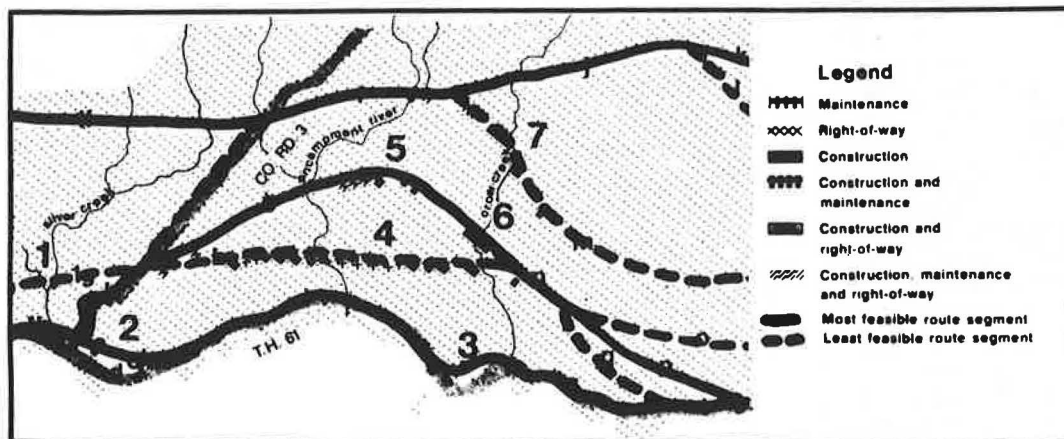 Legend
Maintenance
Right-of-way
Construction
Construction and
maintenance
Construction and
right-of-way
Construction, maintenance
and right-of-way
Most feasible route segment
Least feasible route segment
silver creek
CO. RD. 3
encampment river
crow creek
T.H. 61
1
2
3
4
5
6
7